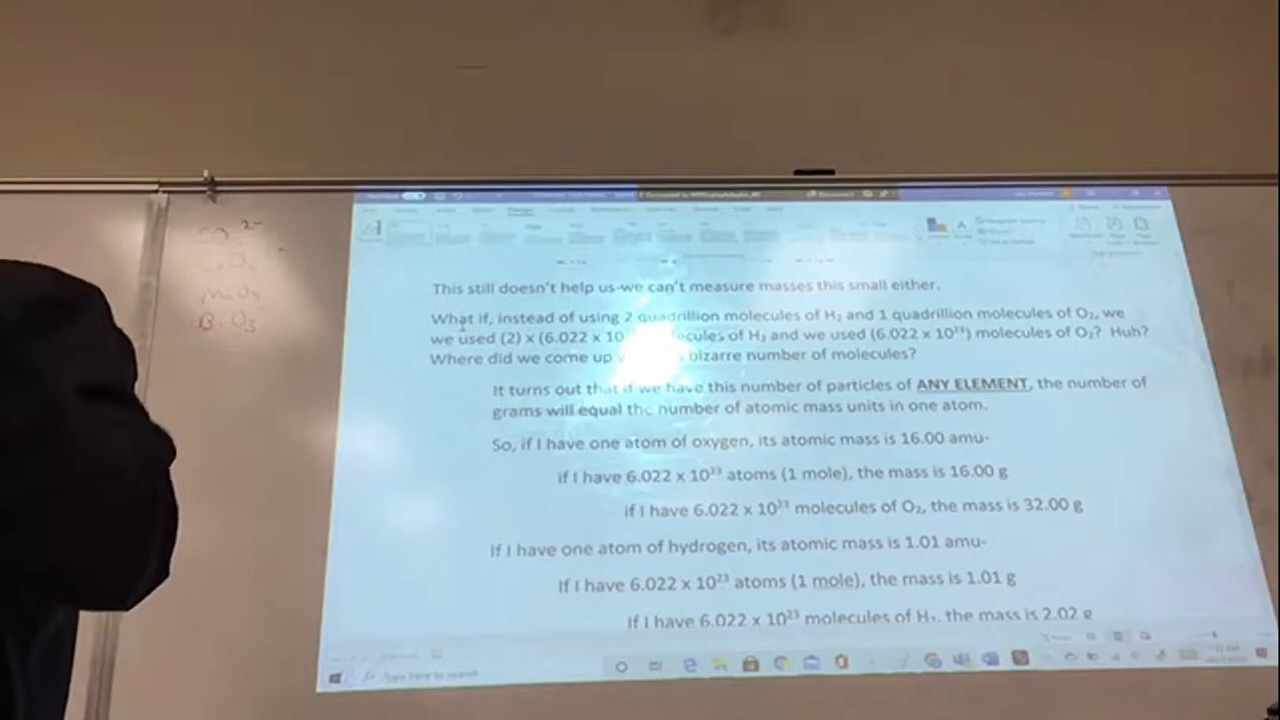 This still doesn't help us-we can't measure masses this small either.
What if, instead of using 2 quadrillion molecules of H₂ and 1 quadrillion molecules of O₂, we
we used (2) x (6.022 x 10 of H₂ and we used (6.022 x 10²³) molecules of O₂? Huh?
Where did we come up bizarre number of molecules?
It turns out that if we have this number of particles of ANY ELEMENT, the number of
grams will equal the number of atomic mass units in one atom.
So, if I have one atom of oxygen, its atomic mass is 16.00 amu-
if I have 6.022 x 10²³ atoms (1 mole), the mass is 16.00 g
if I have 6.022 x 10²³ molecules of O₂, the mass is 32.00 g
If I have one atom of hydrogen, its atomic mass is 1.01 amu-
If I have 6.022 x 10²³ atoms (1 mole), the mass is 1.01 g
if I have 6.022 x 10²³ molecules of H₂, the mass is 2.02 g
Type here to search